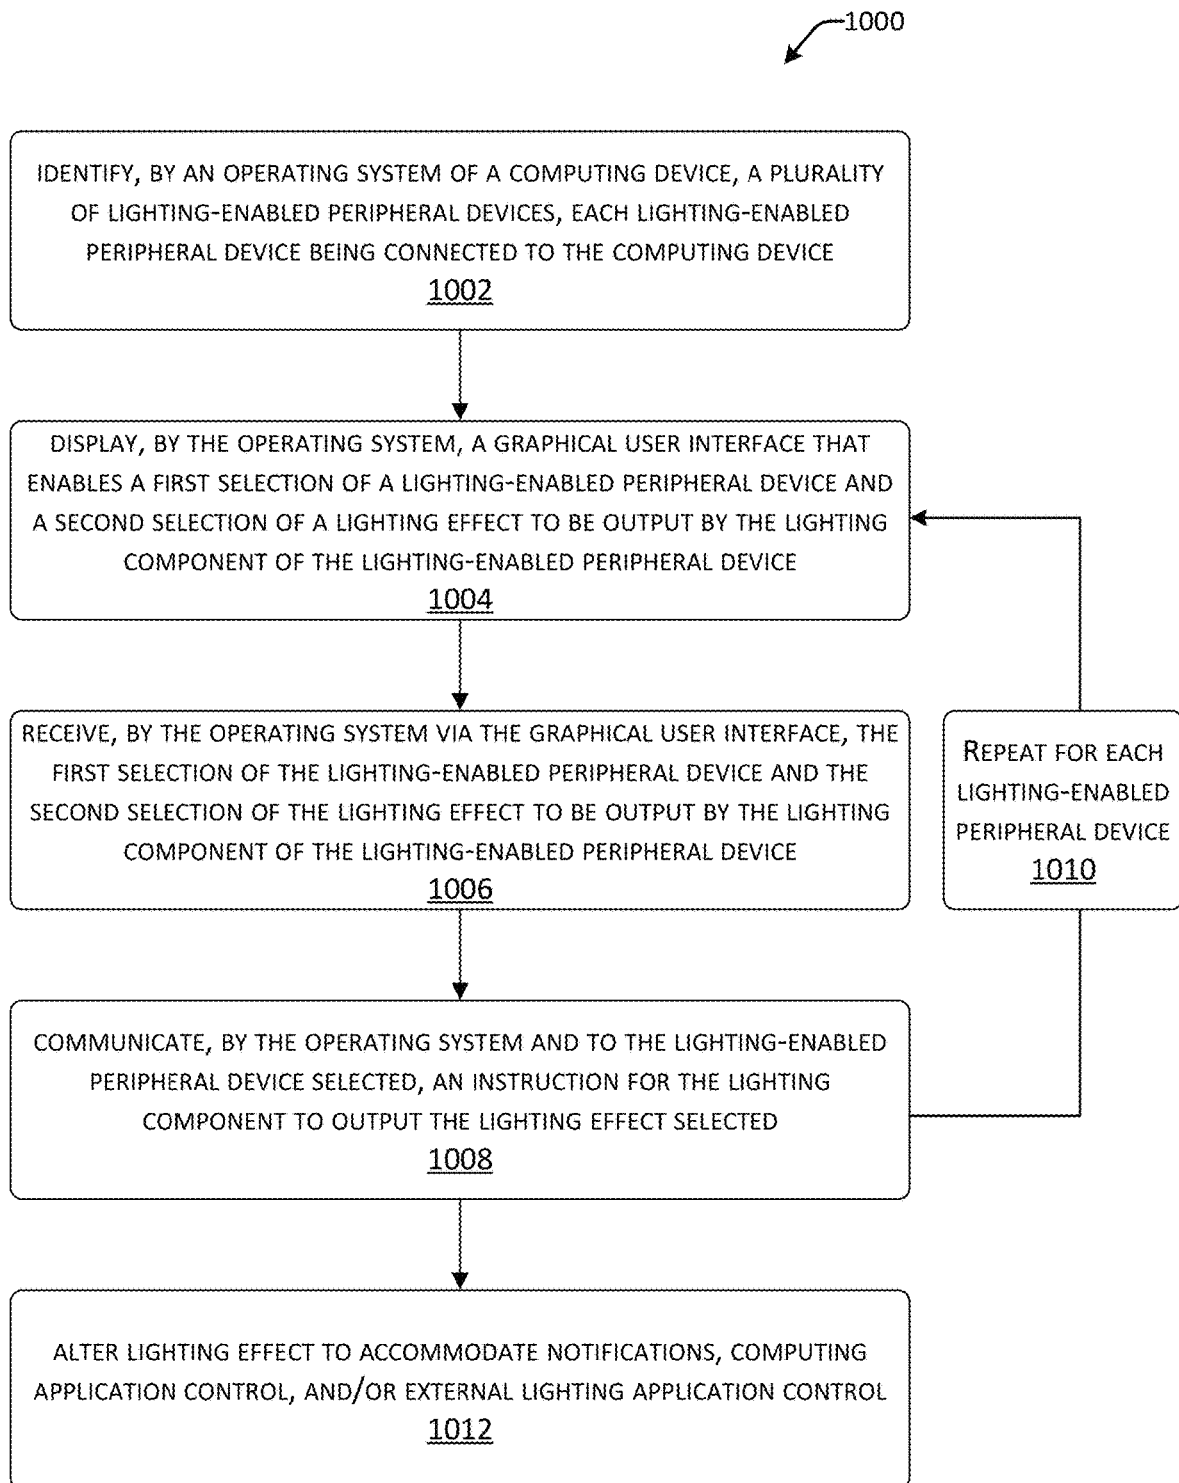 1000
IDENTIFY, BY AN OPERATING SYSTEM OF A COMPUTING DEVICE, A PLURALITY
OF LIGHTING-ENABLED PERIPHERAL DEVICES, EACH LIGHTING-ENABLED
PERIPHERAL DEVICE BEING CONNECTED TO THE COMPUTING DEVICE
1002
DISPLAY, BY THE OPERATING SYSTEM, A GRAPHICAL USER INTERFACE THAT
ENABLES A FIRST SELECTION OF A LIGHTING-ENABLED PERIPHERAL DEVICE AND
A SECOND SELECTION OF A LIGHTING EFFECT TO BE OUTPUT BY THE LIGHTING
COMPONENT OF THE LIGHTING-ENABLED PERIPHERAL DEVICE
1004
RECEIVE, BY THE OPERATING SYSTEM VIA THE GRAPHICAL USER INTERFACE, THE
FIRST SELECTION OF THE LIGHTING-ENABLED PERIPHERAL DEVICE AND THE
SECOND SELECTION OF THE LIGHTING EFFECT TO BE OUTPUT BY THE LIGHTING
COMPONENT OF THE LIGHTING-ENABLED PERIPHERAL DEVICE
1006
REPEAT FOR EACH
LIGHTING-ENABLED
PERIPHERAL DEVICE
1010
COMMUNICATE, BY THE OPERATING SYSTEM AND TO THE LIGHTING-ENABLED
PERIPHERAL DEVICE SELECTED, AN INSTRUCTION FOR THE LIGHTING
COMPONENT TO OUTPUT THE LIGHTING EFFECT SELECTED
1008
ALTER LIGHTING EFFECT TO ACCOMMODATE NOTIFICATIONS, COMPUTING
APPLICATION CONTROL, AND/OR EXTERNAL LIGHTING APPLICATION CONTROL
1012